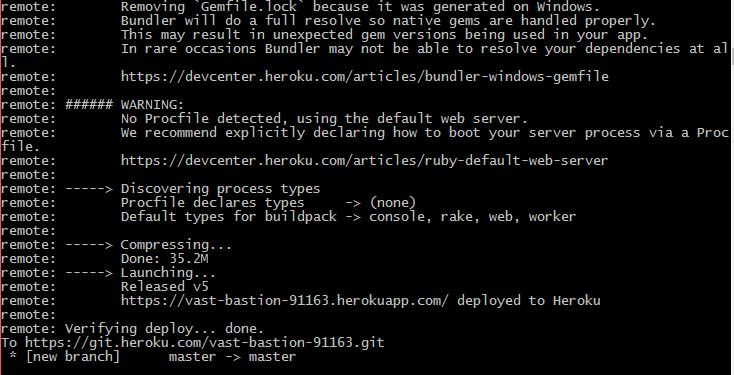 remote:        Removing `Gemfile.lock` because it was generated on Windows.
remote:        Bundler will do a full resolve so native gems are handled properly.
remote:        This may result in unexpected gem versions being used in your app.
remote:        In rare occasions Bundler may not be able to resolve your dependencies at al
l.
remote:        https://devcenter.heroku.com/articles/bundler-windows-gemfile
remote:
remote: ###### WARNING:
remote:        No Procfile detected, using the default web server.
remote:        We recommend explicitly declaring how to boot your server process via a Proc
file.
remote:        https://devcenter.heroku.com/articles/ruby-default-web-server
remote:
remote: -----> Discovering process types
remote:        Procfile declares types     -> (none)
remote:        Default types for buildpack -> console, rake, web, worker
remote:
remote: -----> Compressing...
remote:        Done: 35.2M
remote: -----> Launching...
remote:        Released v5
remote:        https://vast-bastion-91163.herokuapp.com/ deployed to Heroku
remote:
remote: Verifying deploy... done.
To https://git.heroku.com/vast-bastion-91163.git
 * [new branch]      master -> master